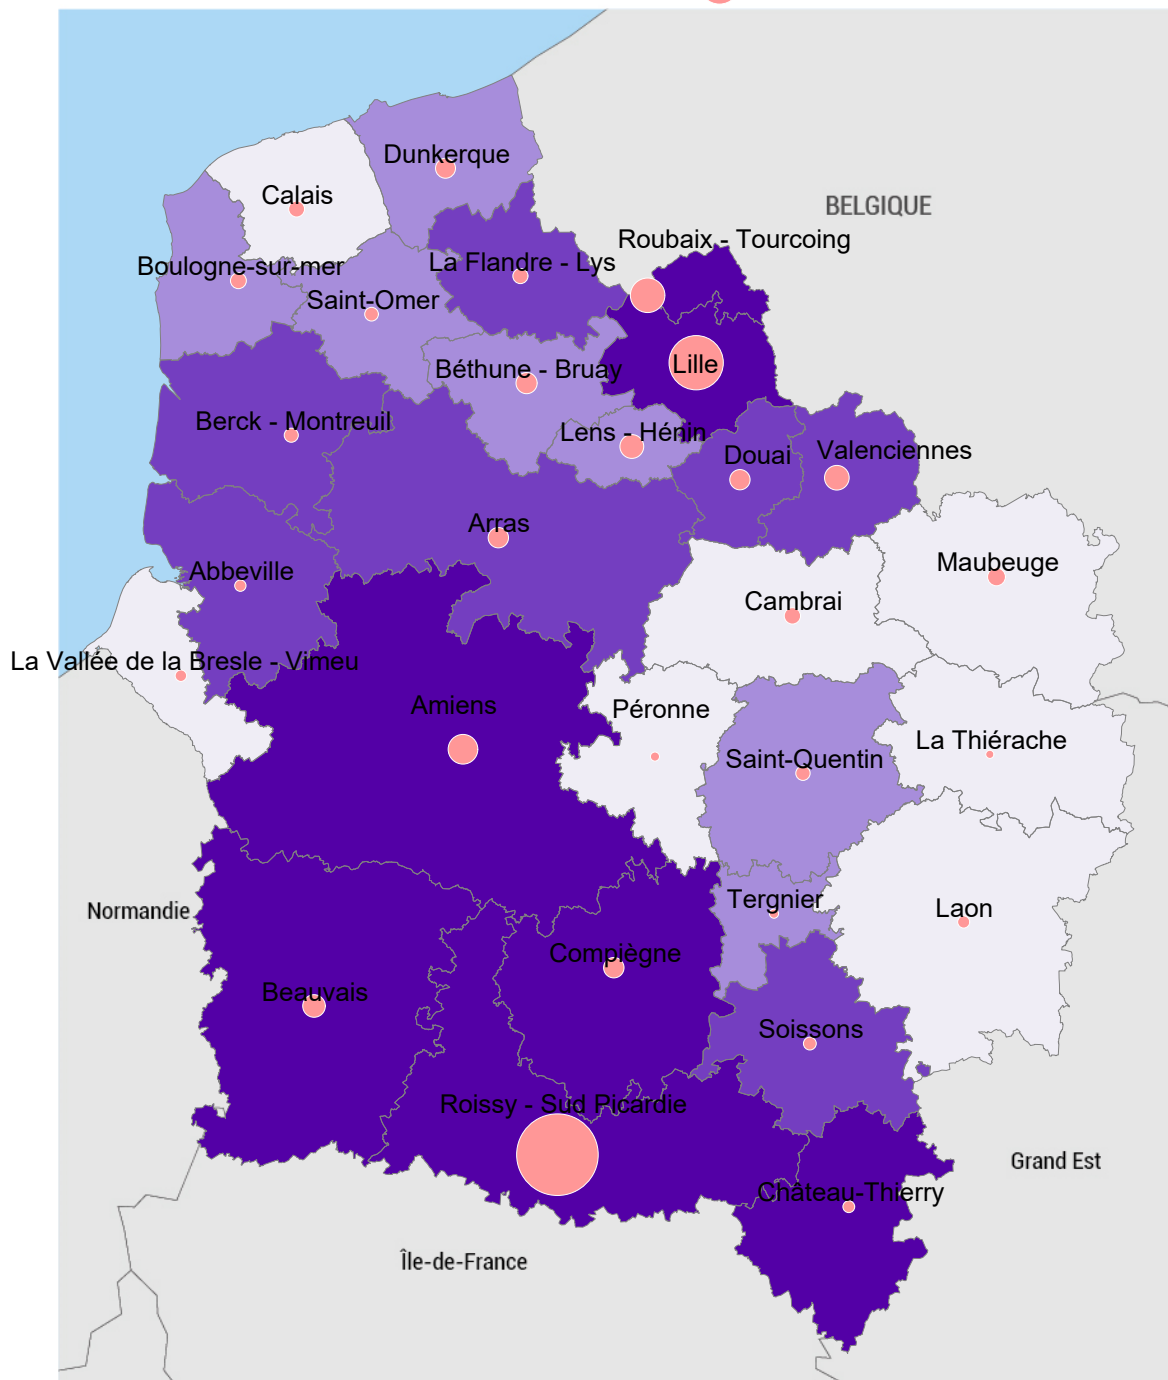 Dunkerque
Calais
BELGIQUE
Roubaix - Tourcoing
Boulogne-sur-mer
La Flandre - Lys
Saint-Omer
Béthune - Bruay
Lille
Berck - Montreuil
Lens - Hénin
Douai
Valenciennes
Arras
Abbeville
Maubeuge
Cambrai
La Vallée de la Bresle - Vimeu
Amiens
Péronne
La Thiérache
Saint-Quentin
Tergnier
Laon
Normandie
Compiègne
Beauvais
Soissons
Roissy - Sud Picardie
Grand Est
Château-Thierry
Île-de-France